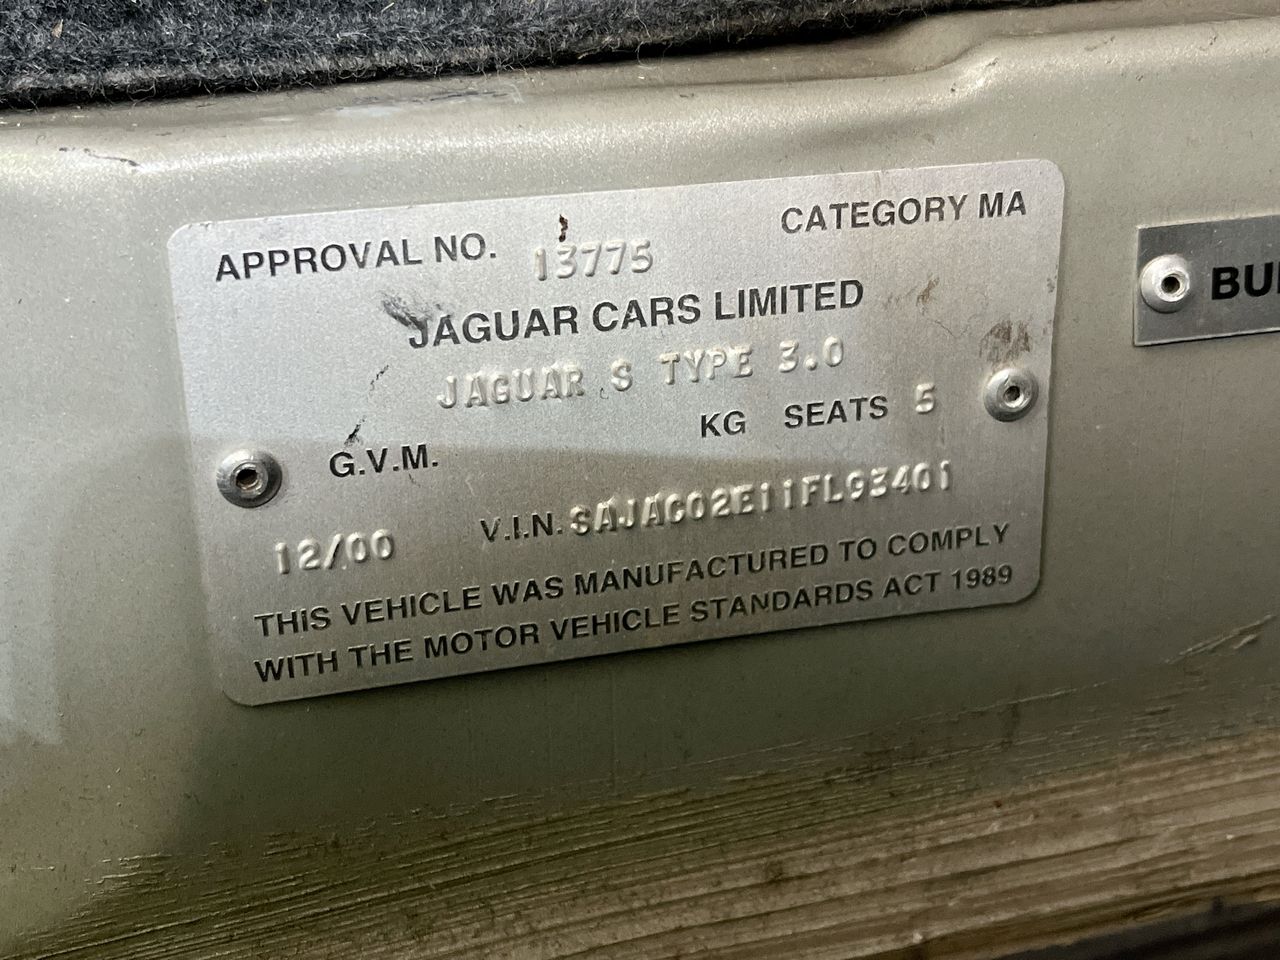 APPROVAL NO. 13775 CATEGORY MA
JAGUAR CARS LIMITED
JAGUAR S TYPE 3.0
G.V.M. KG SEATS 5
12/00 V.I.N. SAJAC02E11FL93401
THIS VEHICLE WAS MANUFACTURED TO COMPLY
WITH THE MOTOR VEHICLE STANDARDS ACT 1989